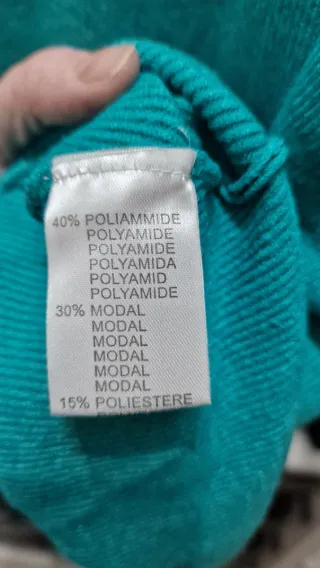 40% POLIAMMIDE
POLYAMIDE
POLYAMIDE
POLYAMIDA
POLYAMID
POLYAMIDE
30% MODAL
MODAL
MODAL
MODAL
MODAL
MODAL
15% POLIESTERE